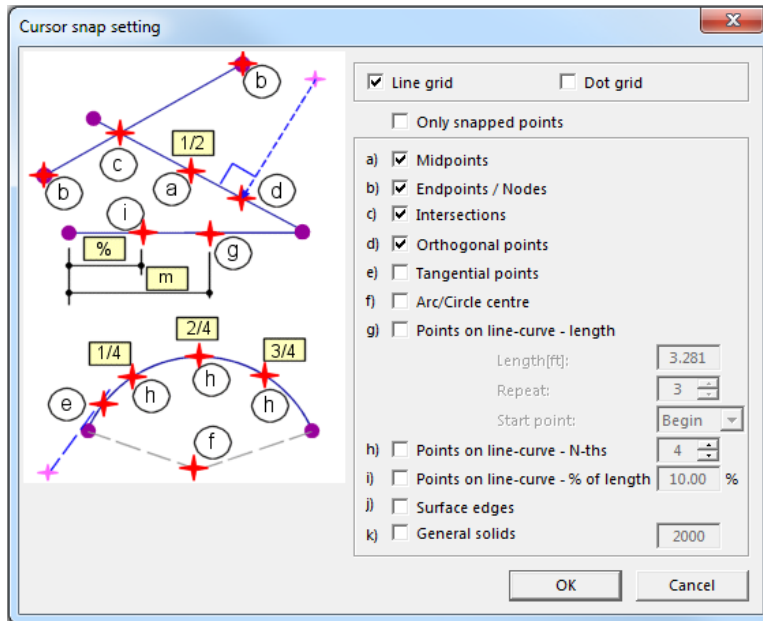 Cursor snap setting
x
b
1/2
c
a
b
d
i
g
%
m
2/4
1/4
3/4
h
h
h
e
f
Line grid
Dot grid
Only snapped points
a) Midpoints
b) Endpoints / Nodes
c) Intersections
d) Orthogonal points
e) Tangential points
f) Arc/Circle centre
g) Points on line-curve - length
Length[ft]: 3.281
Repeat: 3
Start point: Begin
h) Points on line-curve - N-ths 4
i) Points on line-curve - % of length 10.00 %
j) Surface edges
k) General solids 2000
OK
Cancel